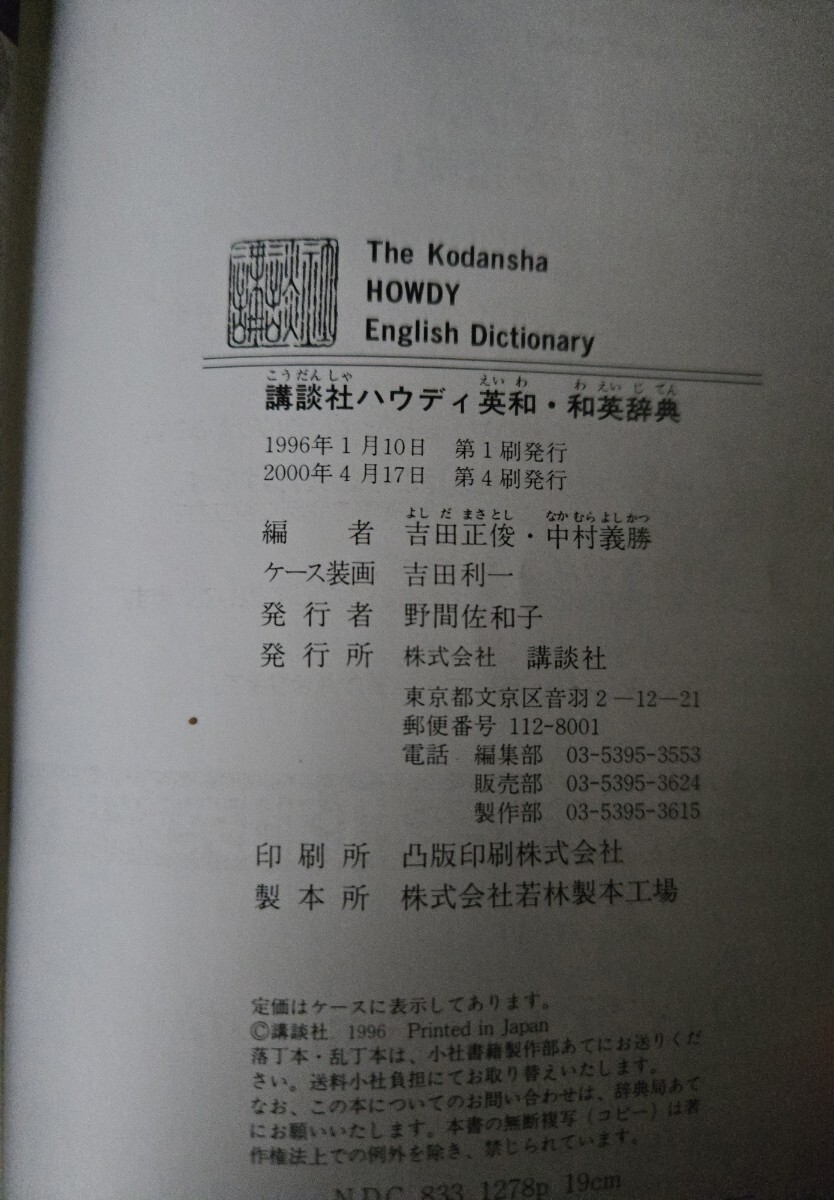 講談社
The Kodansha
HOWDY
English Dictionary
こうだんしゃ えいわ わえいじてん
講談社ハウディ英和・和英辞典
1996年1月10日 第1刷発行
2000年4月17日 第4刷発行
よしだまさとし なかむらよしかつ
編者 吉田正俊・中村義勝
ケース装画 吉田利一
発行者 野間佐和子
発行所 株式会社 講談社
東京都文京区音羽2―12―21
郵便番号 112-8001
電話 編集部 03-5395-3553
販売部 03-5395-3624
製作部 03-5395-3615
印刷所 凸版印刷株式会社
製本所 株式会社若林製本工場
定価はケースに表示してあります。
©講談社 1996 Printed in Japan
落丁本・乱丁本は、小社書籍製作部あてにお送りくだ
さい。送料小社負担にてお取り替えいたします。
なお、この本についてのお問い合わせは、辞典局あて
にお願いいたします。本書の無断複写(コピー)は著
作権法上での例外を除き、禁じられています。
N.D.C. 833 1278p 19cm